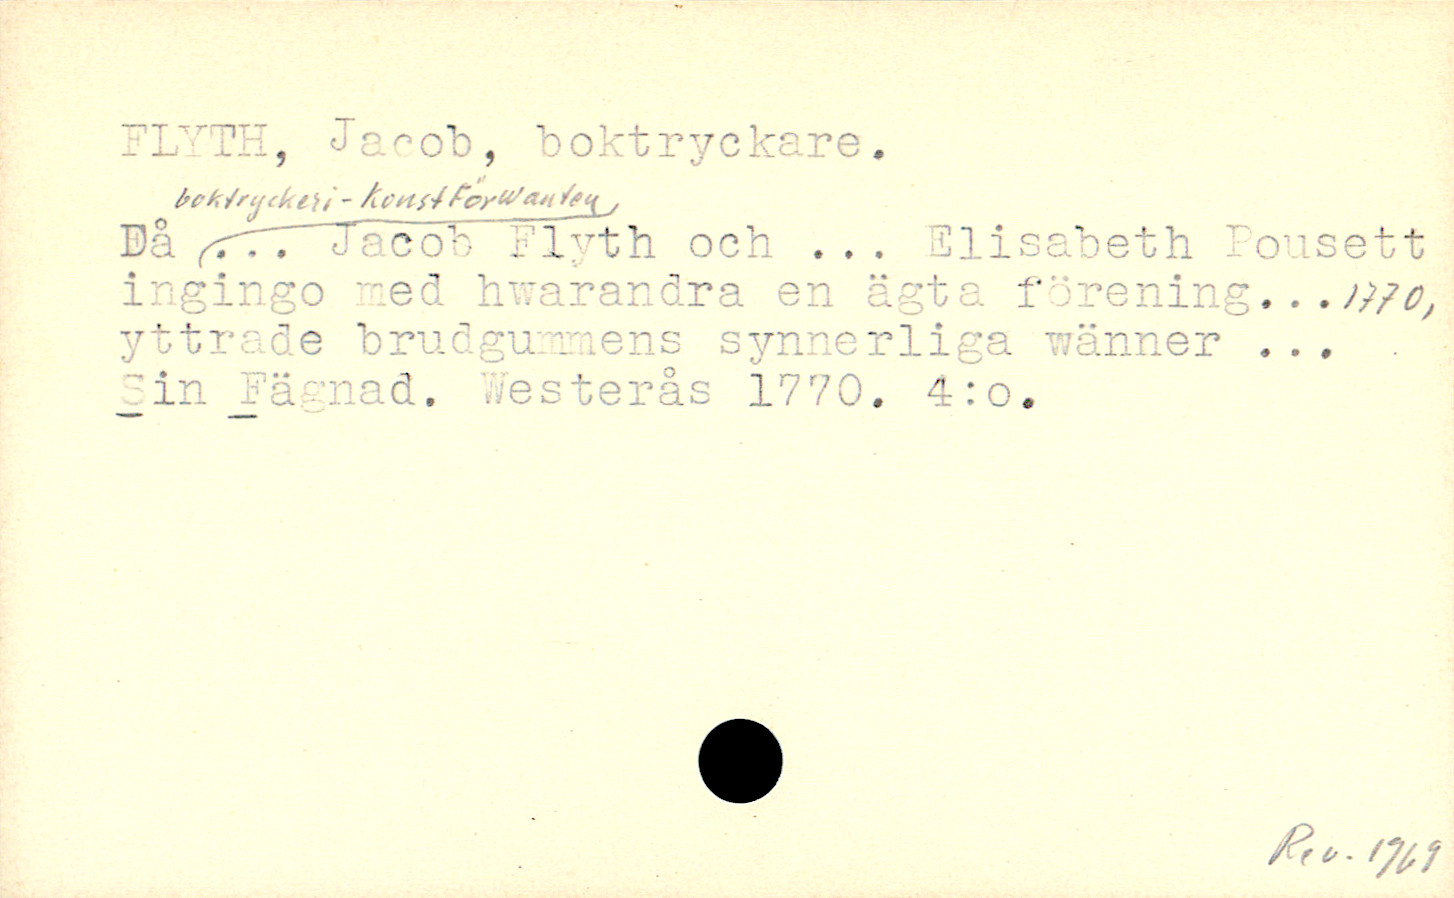 FLYTH, Jacob, boktryckare.
boktryckeri-KonstFörwanten,
Då ... Jacob Flyth och ... Elisabeth Pousett
ingingo med hwarandra en ägta förening...1770,
yttrade brudgummens synnerliga wänner ...
Sin Fägnad. Westerås 1770. 4:o.
Rev. 1969